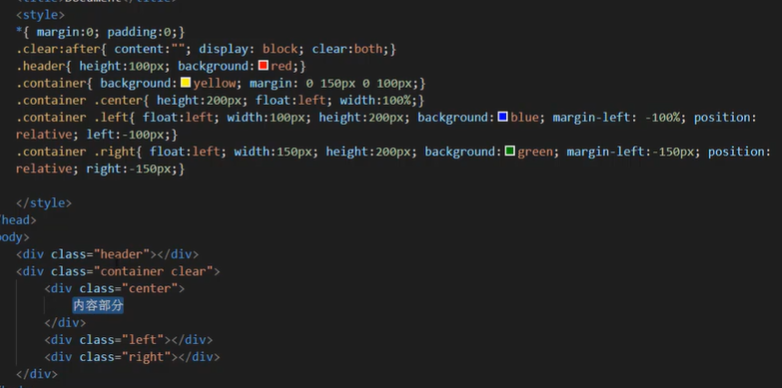 <title>Document</title>
<style>
*{ margin:0; padding:0;}
.clear:after{ content:""; display: block; clear:both;}
.header{ height:100px; background:red;}
.container{ background:yellow; margin: 0 150px 0 100px;}
.container .center{ height:200px; float:left; width:100%;}
.container .left{ float:left; width:100px; height:200px; background:blue; margin-left: -100%; position:
relative; left:-100px;}
.container .right{ float:left; width:150px; height:200px; background:green; margin-left:-150px; position:
relative; right:-150px;}
</style>
/head>
body>
<div class="header"></div>
<div class="container clear">
<div class="center">
内容部分
</div>
<div class="left"></div>
<div class="right"></div>
</div>